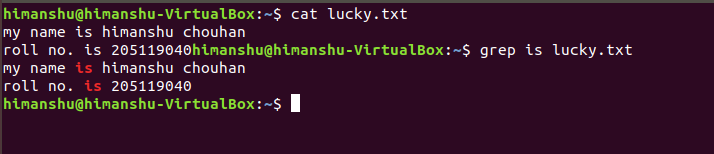 himanshu@himanshu-VirtualBox:~$ cat lucky.txt
my name is himanshu chouhan
roll no. is 205119040himanshu@himanshu-VirtualBox:~$ grep is lucky.txt
my name is himanshu chouhan
roll no. is 205119040
himanshu@himanshu-VirtualBox:~$